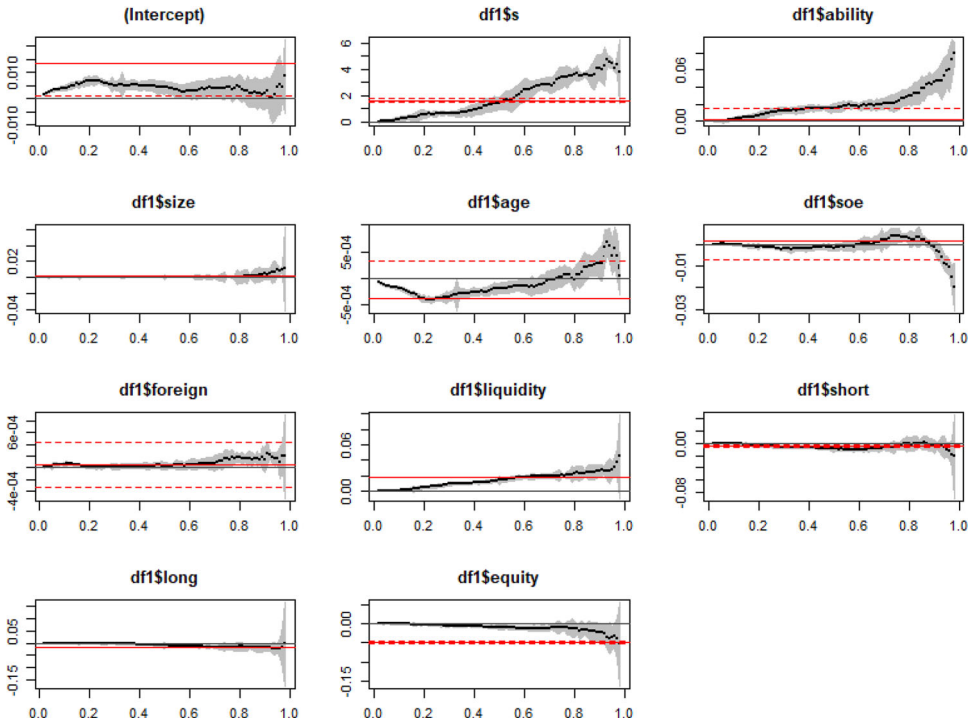 (Intercept) df1$s df1$ability
0.010
-0.010
0.0 0.2 0.4 0.6 0.8 1.0
6
4
2
0
0.0 0.2 0.4 0.6 0.8 1.0
0.06
0.00
0.0 0.2 0.4 0.6 0.8 1.0
df1$size df1$age df1$soe
0.02
-0.04
0.0 0.2 0.4 0.6 0.8 1.0
5e-04
-5e-04
0.0 0.2 0.4 0.6 0.8 1.0
-0.01
-0.03
0.0 0.2 0.4 0.6 0.8 1.0
df1$foreign df1$liquidity df1$short
6e-04
-4e-04
0.0 0.2 0.4 0.6 0.8 1.0
0.06
0.00
0.0 0.2 0.4 0.6 0.8 1.0
0.00
-0.08
0.0 0.2 0.4 0.6 0.8 1.0
df1$long df1$equity
0.05
-0.15
0.0 0.2 0.4 0.6 0.8 1.0
0.00
-0.15
0.0 0.2 0.4 0.6 0.8 1.0